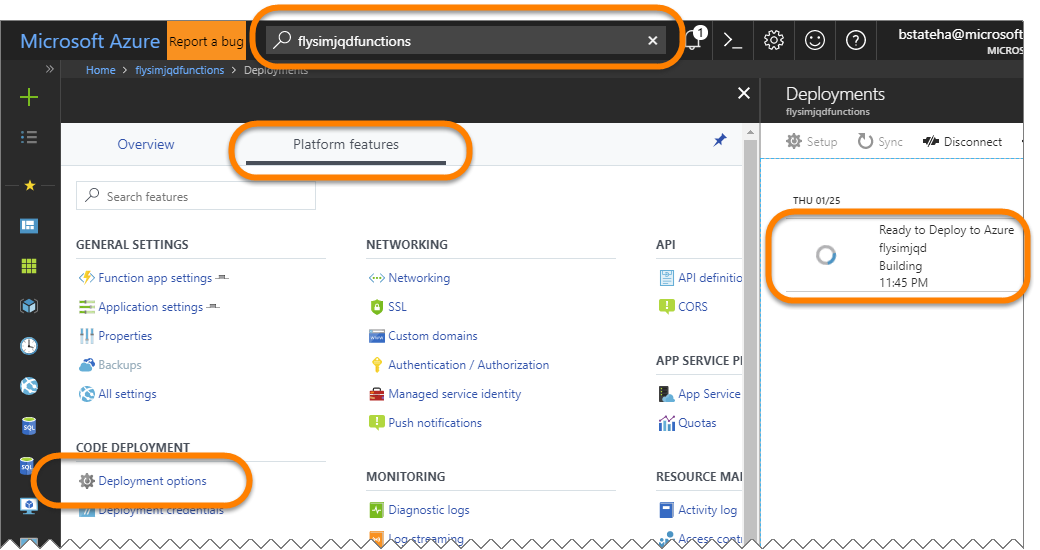 Microsoft Azure
Report a bug
flysimjqdfunctions
1
bstateha@microsoft
MICROS
Home > flysimjqdfunctions > Deployments
Overview
Platform features
Search features
GENERAL SETTINGS
Function app settings
Application settings
Properties
Backups
All settings
CODE DEPLOYMENT
Deployment options
Deployment credentials
NETWORKING
Networking
SSL
Custom domains
Authentication / Authorization
Managed service identity
Push notifications
MONITORING
Diagnostic logs
Log streaming
API
API definitio
CORS
APP SERVICE P
App Service
Quotas
RESOURCE MA
Activity log
Access cont
Deployments
flysimjqdfunctions
Setup
Sync
Disconnect
THU 01/25
Ready to Deploy to Azure
flysimjqd
Building
11:45 PM
SQL
SQL